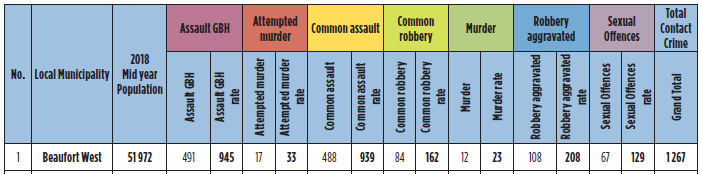 Assault GBH Attempted murder Common assault Common robbery Murder Robbery aggravated Sexual Offences Total Contact Crime
No. Local Municipality 2018 Mid year Population Assault GBH Assault GBH rate Attempted murder Attempted murder rate Common assault Common assault rate Common robbery Common robbery rate Murder Murder rate Robbery aggravated Robbery aggravated rate Sexual Offences Sexual Offences rate Grand Total
1 Beaufort West 51 972 491 945 17 33 488 939 84 162 12 23 108 208 67 129 1 267